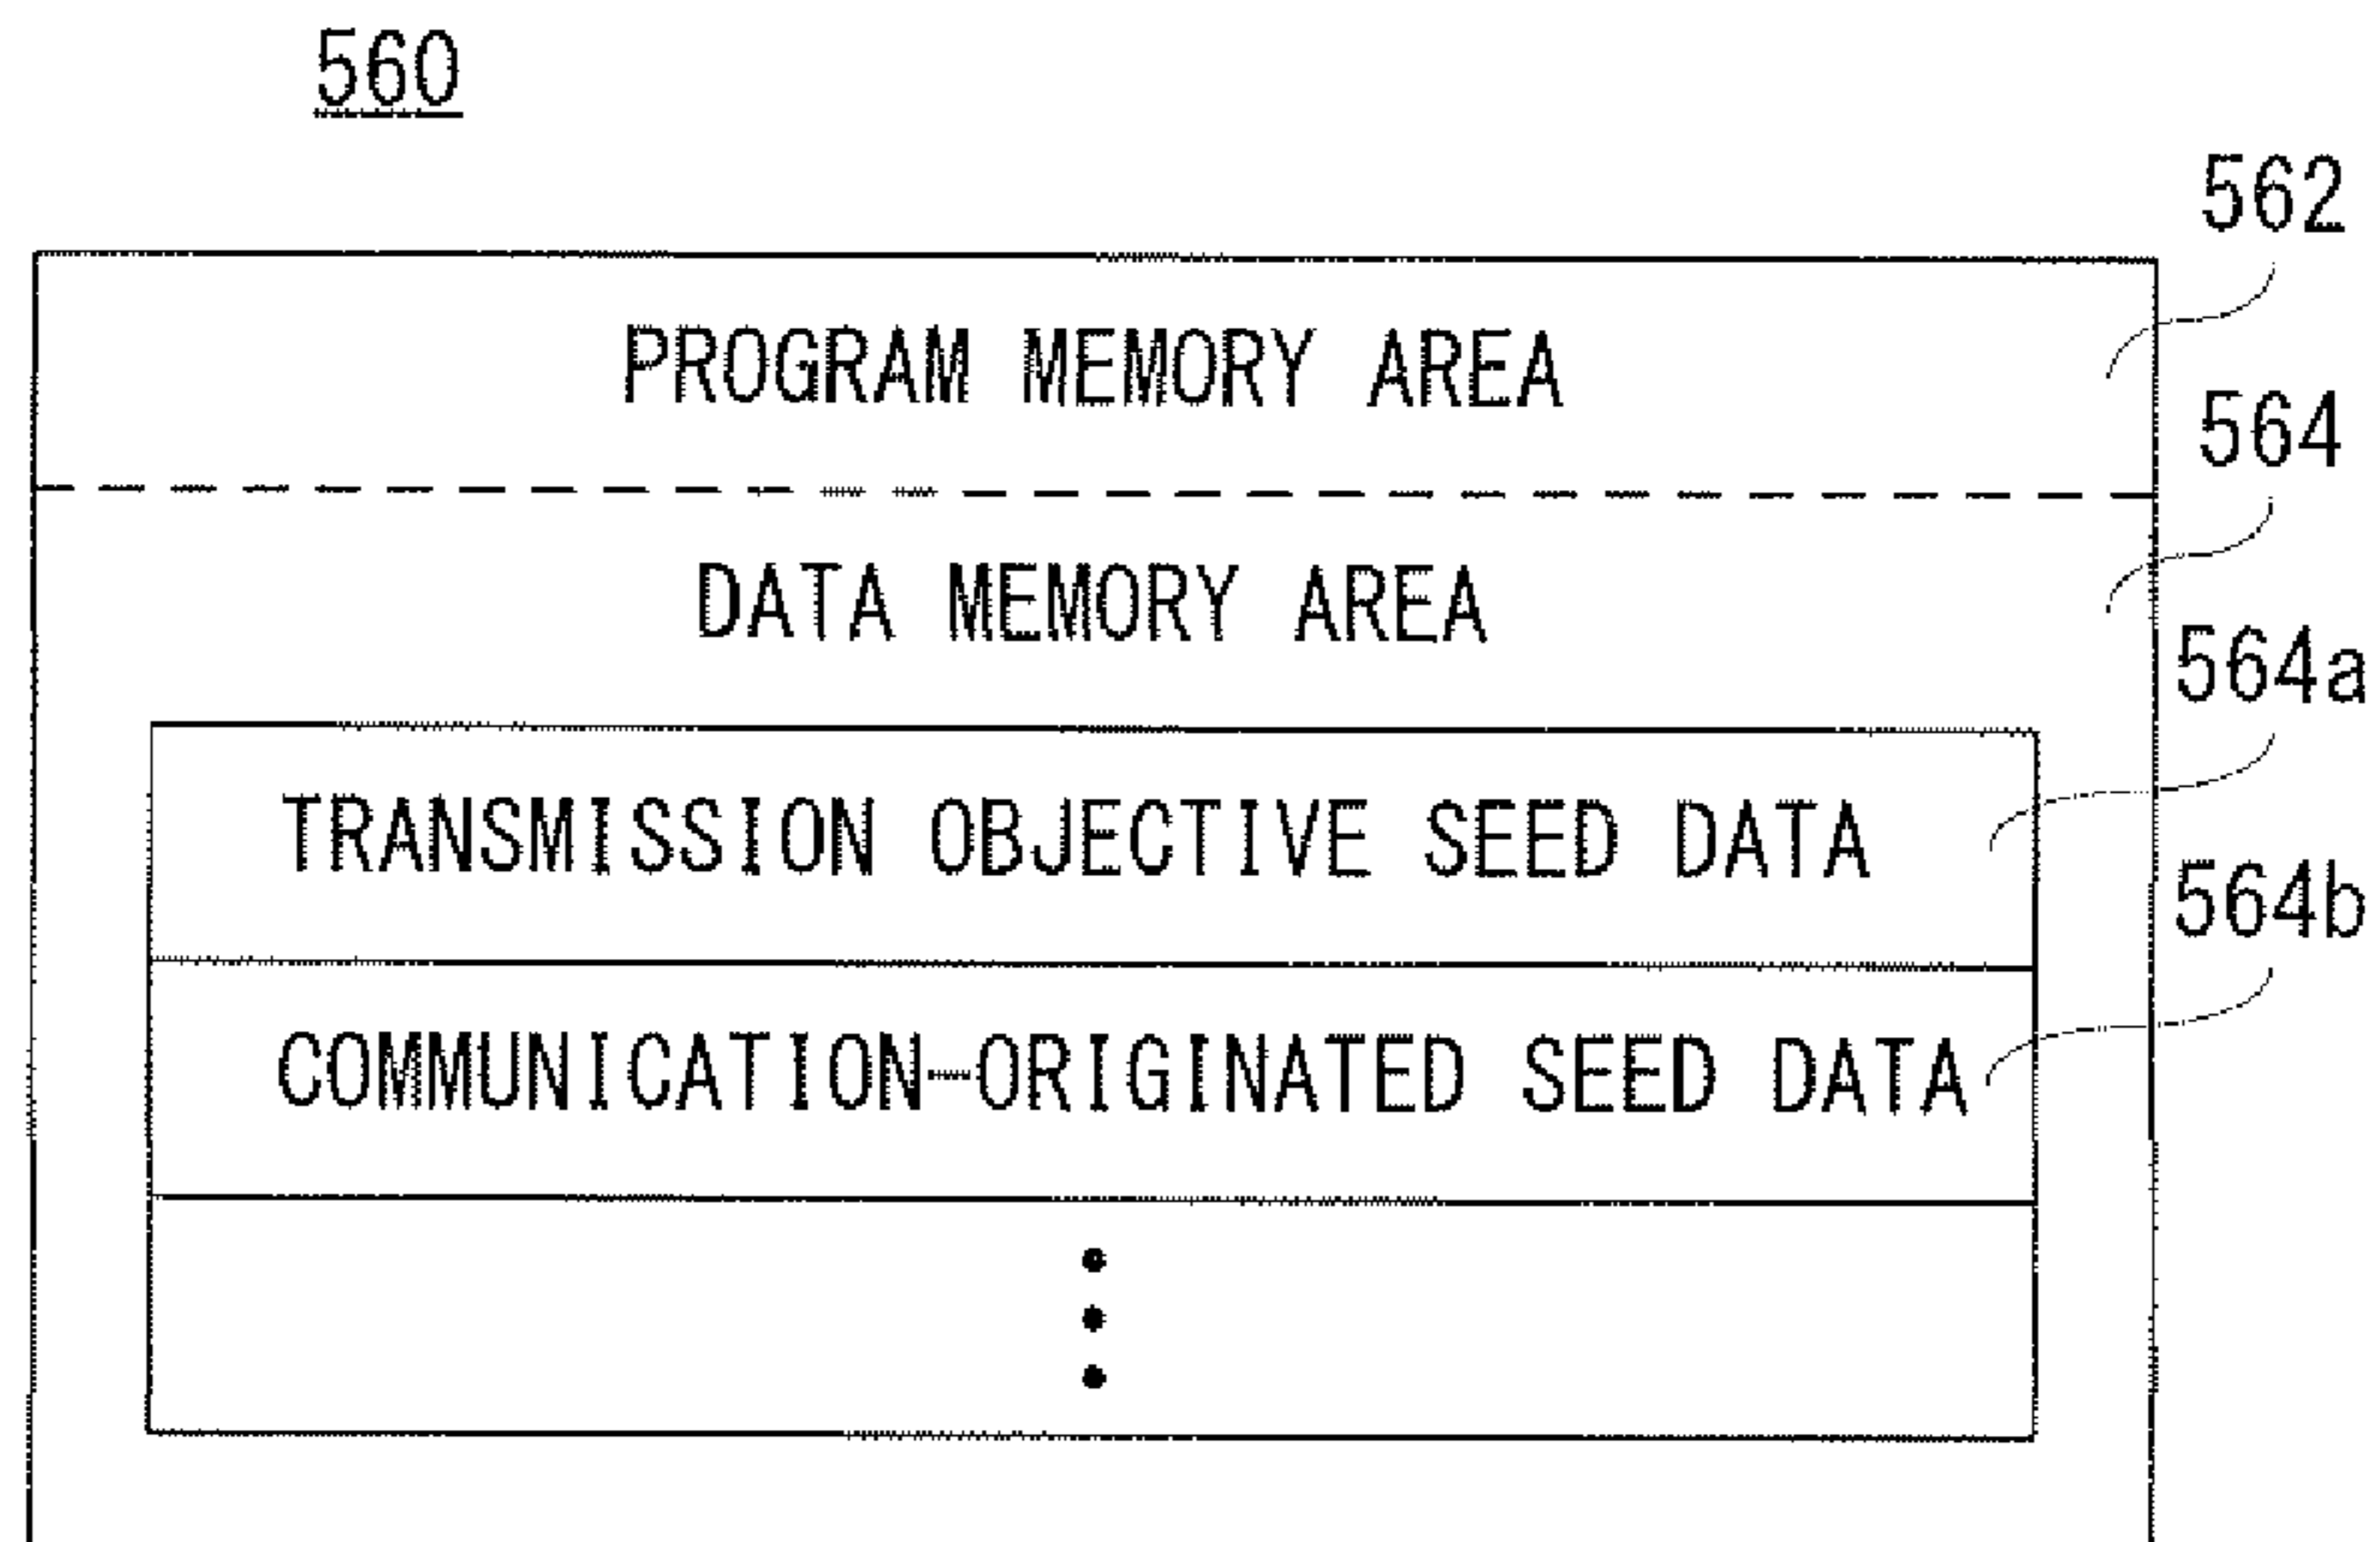 560
562
PROGRAM MEMORY AREA
564
DATA MEMORY AREA
564a
TRANSMISSION OBJECTIVE SEED DATA
564b
COMMUNICATION-ORIGINATED SEED DATA